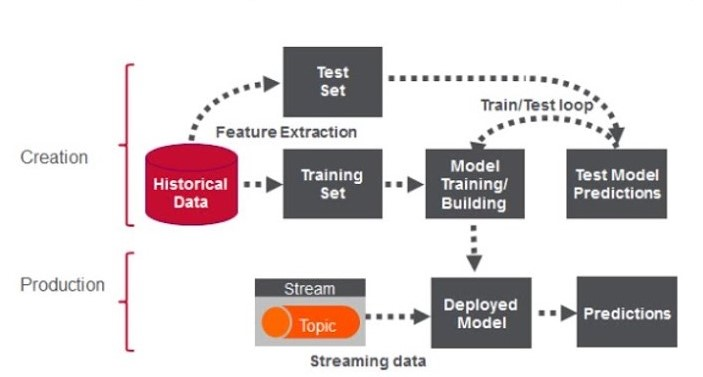 Test
Set
Train/Test loop
Feature Extraction
Creation
Historical
Data
Training
Set
Model
Training/
Building
Test Model
Predictions
Production
Stream
Topic
Deployed
Model
Predictions
Streaming data